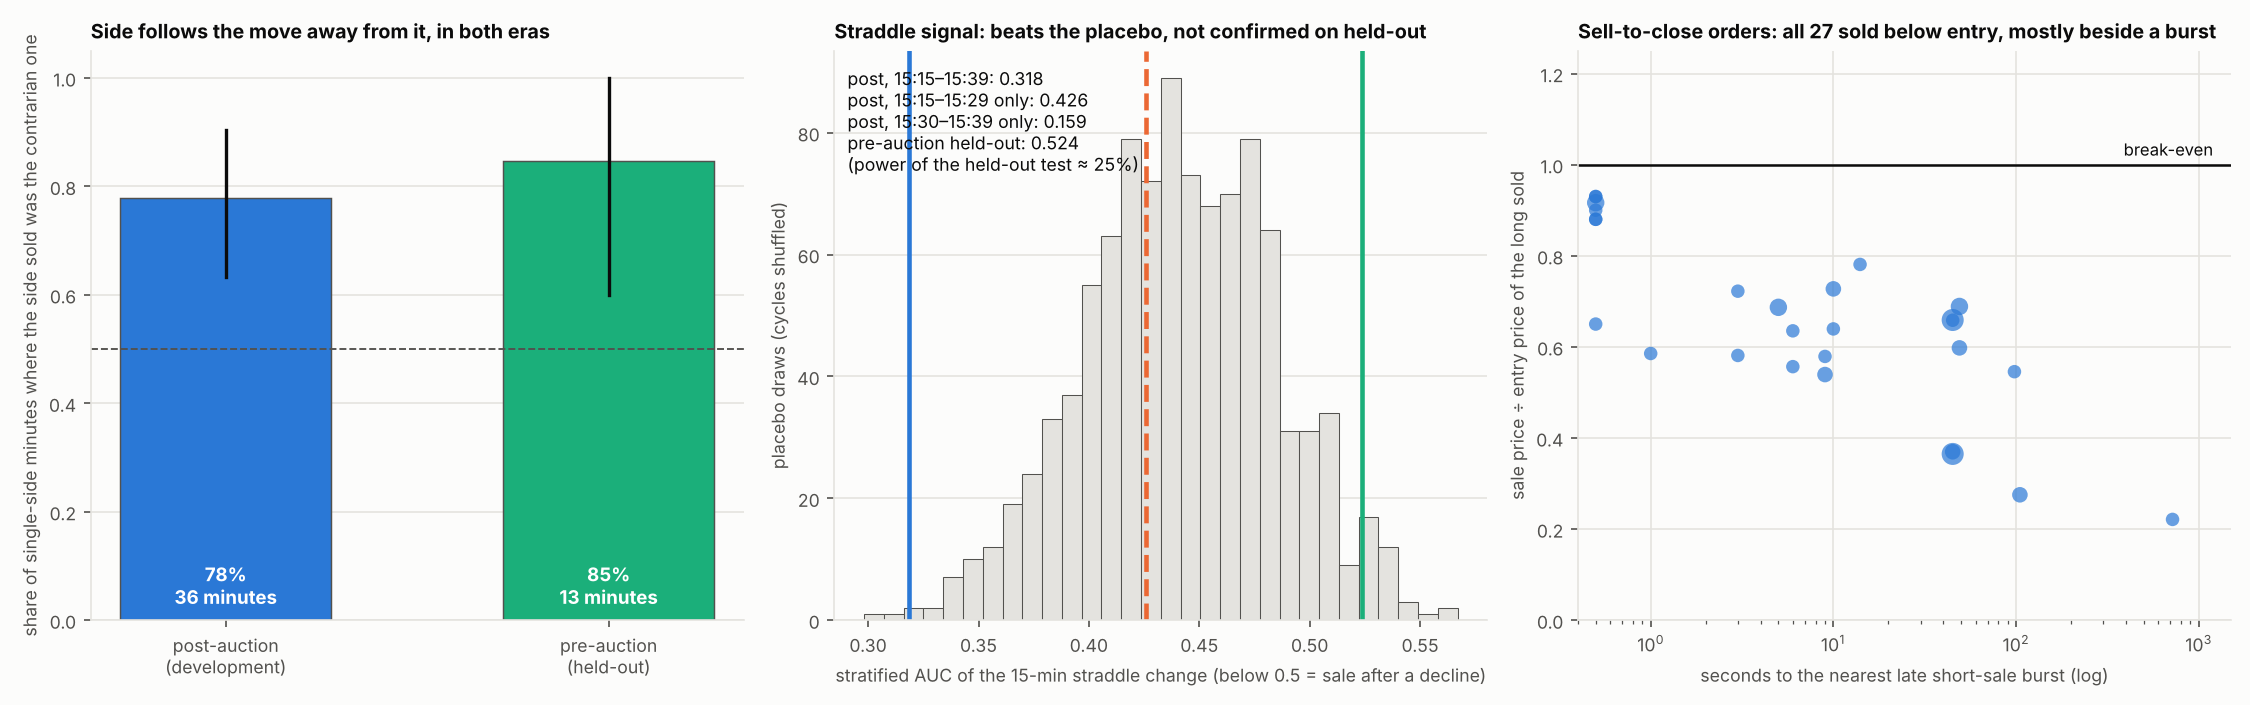 Side follows the move away from it, in both eras
share of single-side minutes where the side sold was the contrarian one
1.0
0.8
0.6
0.4
0.2
0.0
78%
36 minutes
85%
13 minutes
post-auction
(development)
pre-auction
(held-out)
Straddle signal: beats the placebo, not confirmed on held-out
placebo draws (cycles shuffled)
80
60
40
20
0
post, 15:15–15:39: 0.318
post, 15:15–15:29 only: 0.426
post, 15:30–15:39 only: 0.159
pre-auction held-out: 0.524
(power of the held-out test ≈ 25%)
0.30
0.35
0.40
0.45
0.50
0.55
stratified AUC of the 15-min straddle change (below 0.5 = sale after a decline)
Sell-to-close orders: all 27 sold below entry, mostly beside a burst
sale price ÷ entry price of the long sold
1.2
1.0
0.8
0.6
0.4
0.2
0.0
break-even
10⁰
10¹
10²
10³
seconds to the nearest late short-sale burst (log)